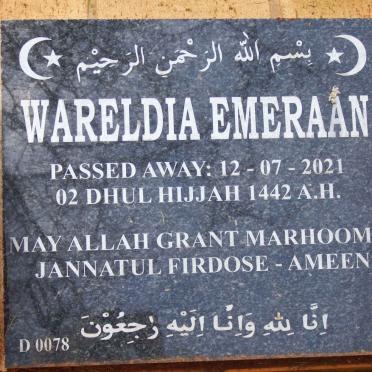 بِسْمِ اللهِ الرَّحْمٰنِ الرَّحِيْمِ
WARELDIA EMERAAN
PASSED AWAY: 12 - 07 - 2021
02 DHUL HIJJAH 1442 A.H.
MAY ALLAH GRANT MARHOOM
JANNATUL FIRDOSE - AMEEN
اِنَّا لِلّٰهِ وَاِنَّا اِلَيْهِ رٰجِعُوْنَ
D 0078